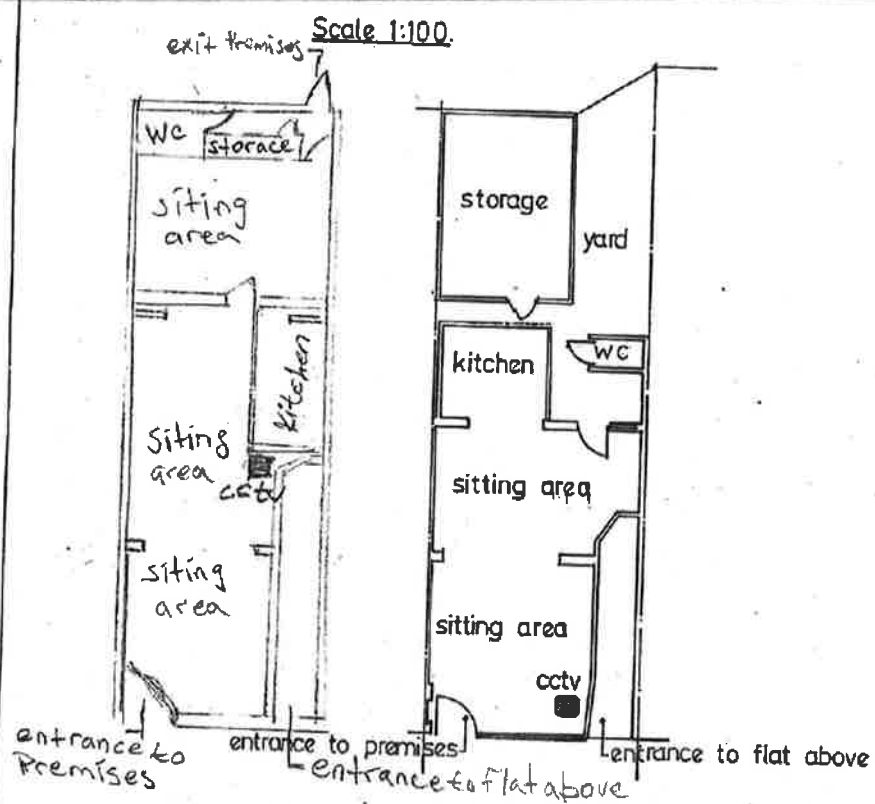 Scale 1:100.
exit premises
WC
storace
siting
area
kitchen
siting
area
cctv
siting
area
entrance to
Premises
entrance to flat above
storage
yard
kitchen
WC
sitting area
sitting area
cctv
entrance to premises
entrance to flat above